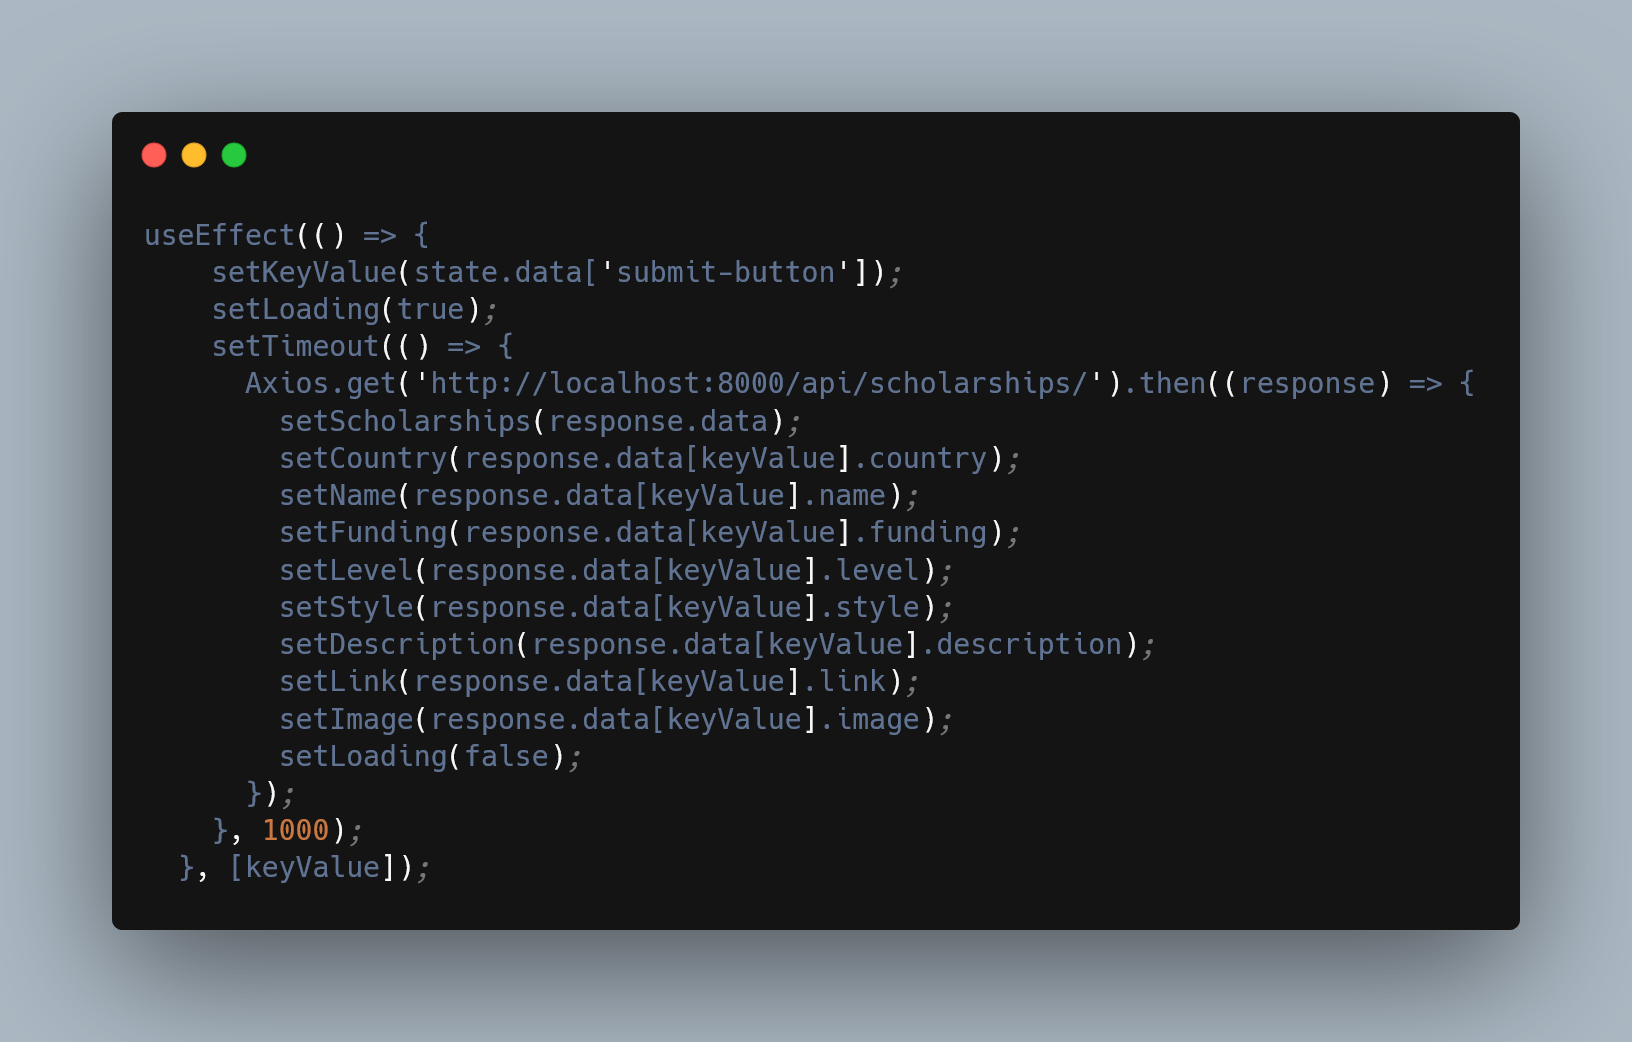 useEffect(() => {
    setKeyValue(state.data['submit-button']);
    setLoading(true);
    setTimeout(() => {
      Axios.get('http://localhost:8000/api/scholarships/').then((response) => {
        setScholarships(response.data);
        setCountry(response.data[keyValue].country);
        setName(response.data[keyValue].name);
        setFunding(response.data[keyValue].funding);
        setLevel(response.data[keyValue].level);
        setStyle(response.data[keyValue].style);
        setDescription(response.data[keyValue].description);
        setLink(response.data[keyValue].link);
        setImage(response.data[keyValue].image);
        setLoading(false);
      });
    }, 1000);
  }, [keyValue]);